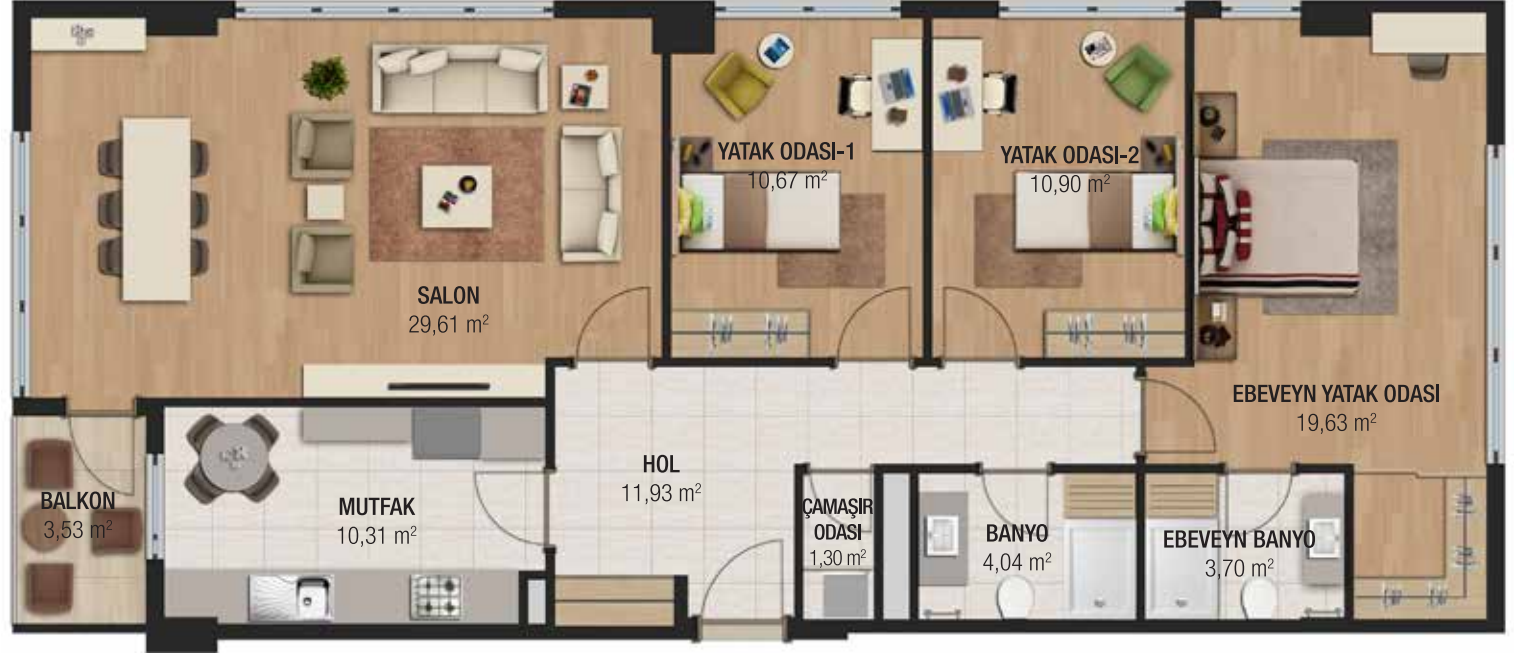 YATAK ODASI-1
10,67 m²
YATAK ODASI-2
10,90 m²
SALON
29,61 m²
EBEVEYN YATAK ODASI
19,63 m²
HOL
11,93 m²
BALKON
3,53 m²
MUTFAK
10,31 m²
ÇAMAŞIR
ODASI
1,30 m²
BANYO
4,04 m²
EBEVEYN BANYO
3,70 m²